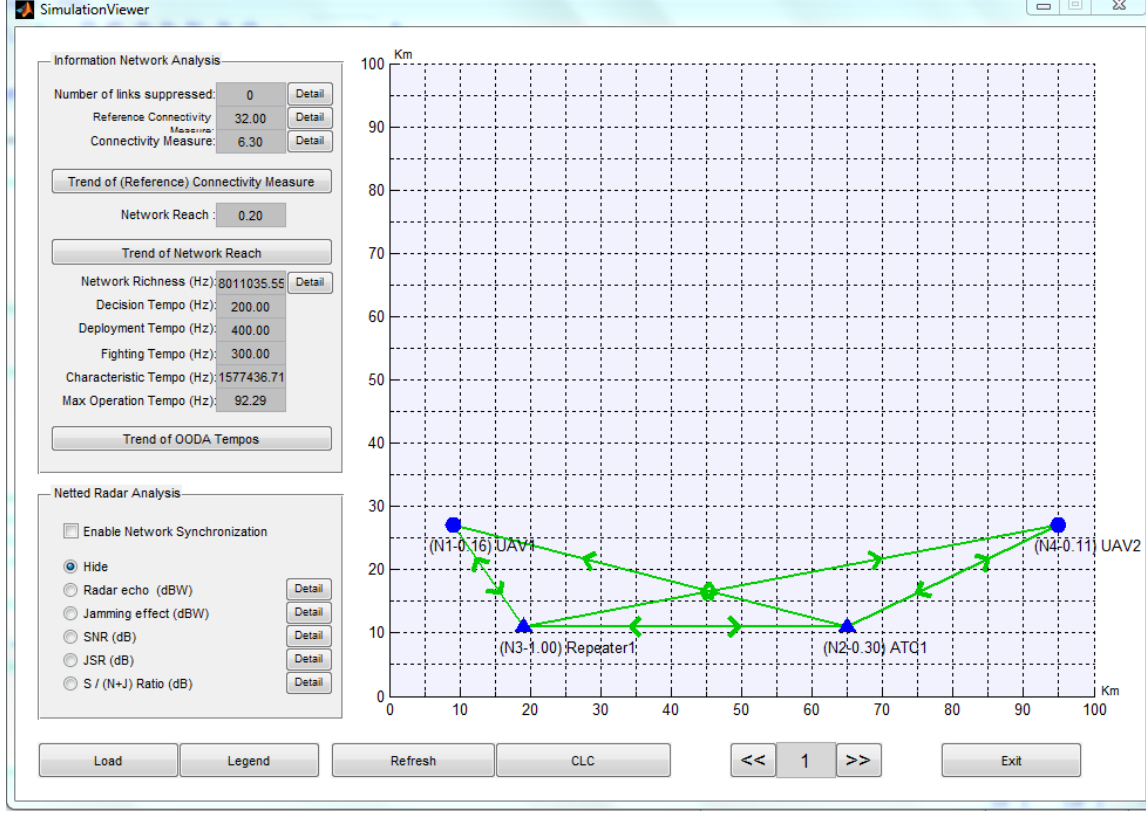 SimulationViewer
Information Network Analysis
Number of links suppressed: 0 Detail
Reference Connectivity Measure: 32.00 Detail
Connectivity Measure: 6.30 Detail
Trend of (Reference) Connectivity Measure
Network Reach : 0.20
Trend of Network Reach
Network Richness (Hz): 8011035.55 Detail
Decision Tempo (Hz): 200.00
Deployment Tempo (Hz): 400.00
Fighting Tempo (Hz): 300.00
Characteristic Tempo (Hz): 1577436.71
Max Operation Tempo (Hz): 92.29
Trend of OODA Tempos
Netted Radar Analysis
Enable Network Synchronization
Hide
Radar echo (dBW) Detail
Jamming effect (dBW) Detail
SNR (dB) Detail
JSR (dB) Detail
S / (N+J) Ratio (dB) Detail
Km
100
90
80
70
60
50
40
30
20
10
0
(N1-0.16) UAV1
(N4-0.11) UAV2
(N3-1.00) Repeater1
(N2-0.30) ATC1
Km
0 10 20 30 40 50 60 70 80 90 100
Load Legend Refresh CLC << 1 >> Exit